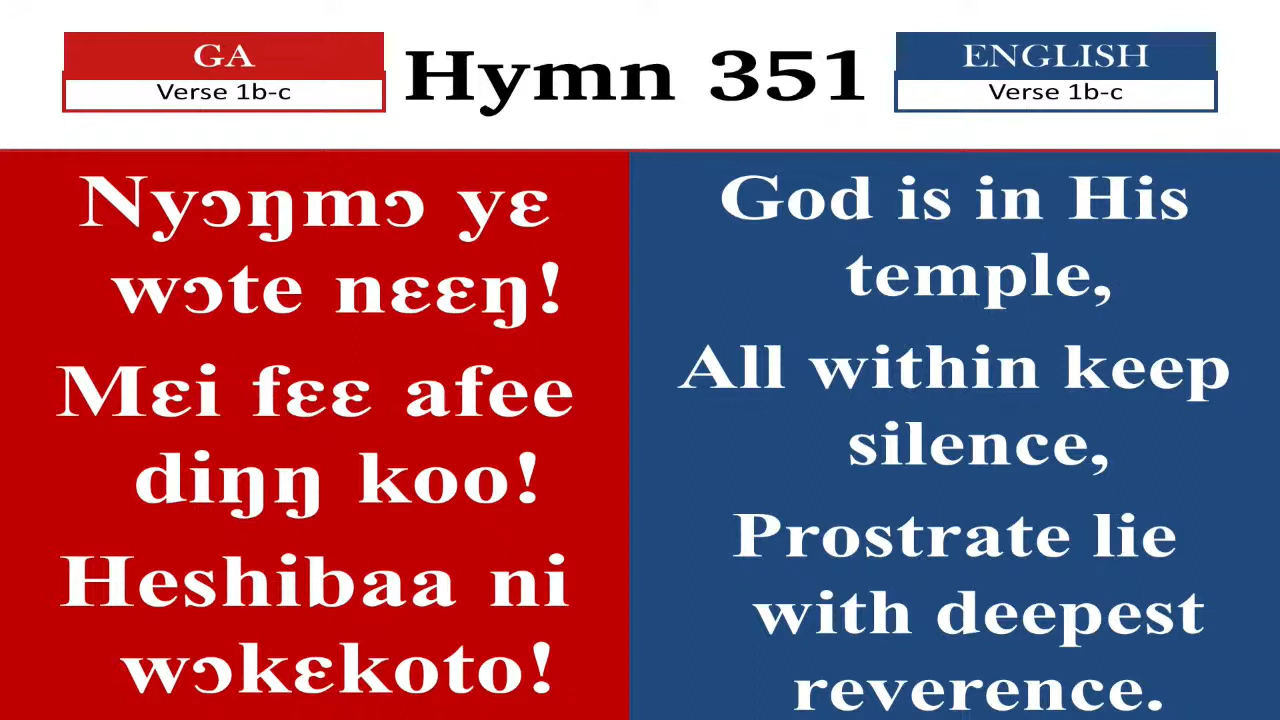 GA
Verse 1b-c
Hymn 351
ENGLISH
Verse 1b-c
Nyɔŋmɔ yɛ
wɔte nɛɛŋ!
Mɛi fɛɛ afee
diŋŋ koo!
Heshibaa ni
wɔkɛkoto!
God is in His
temple,
All within keep
silence,
Prostrate lie
with deepest
reverence.